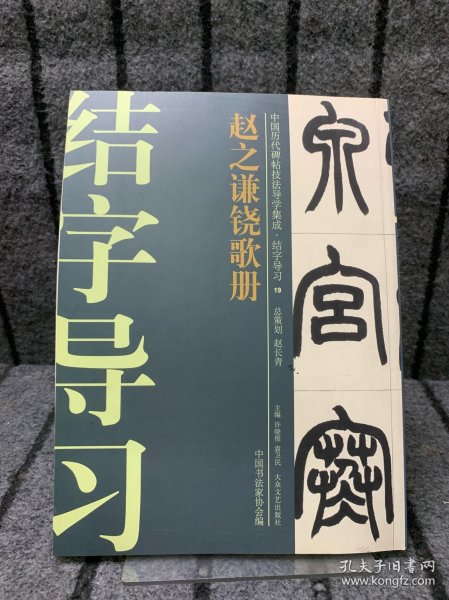 结字导习
赵之谦铙歌册
中国历代碑帖技法导学集成·结字导习 19 总策划 赵长青
主编 许晓俊 袁卫民 大众文艺出版社
中国书法家协会编
孔夫子旧书网
www.kongfz.com